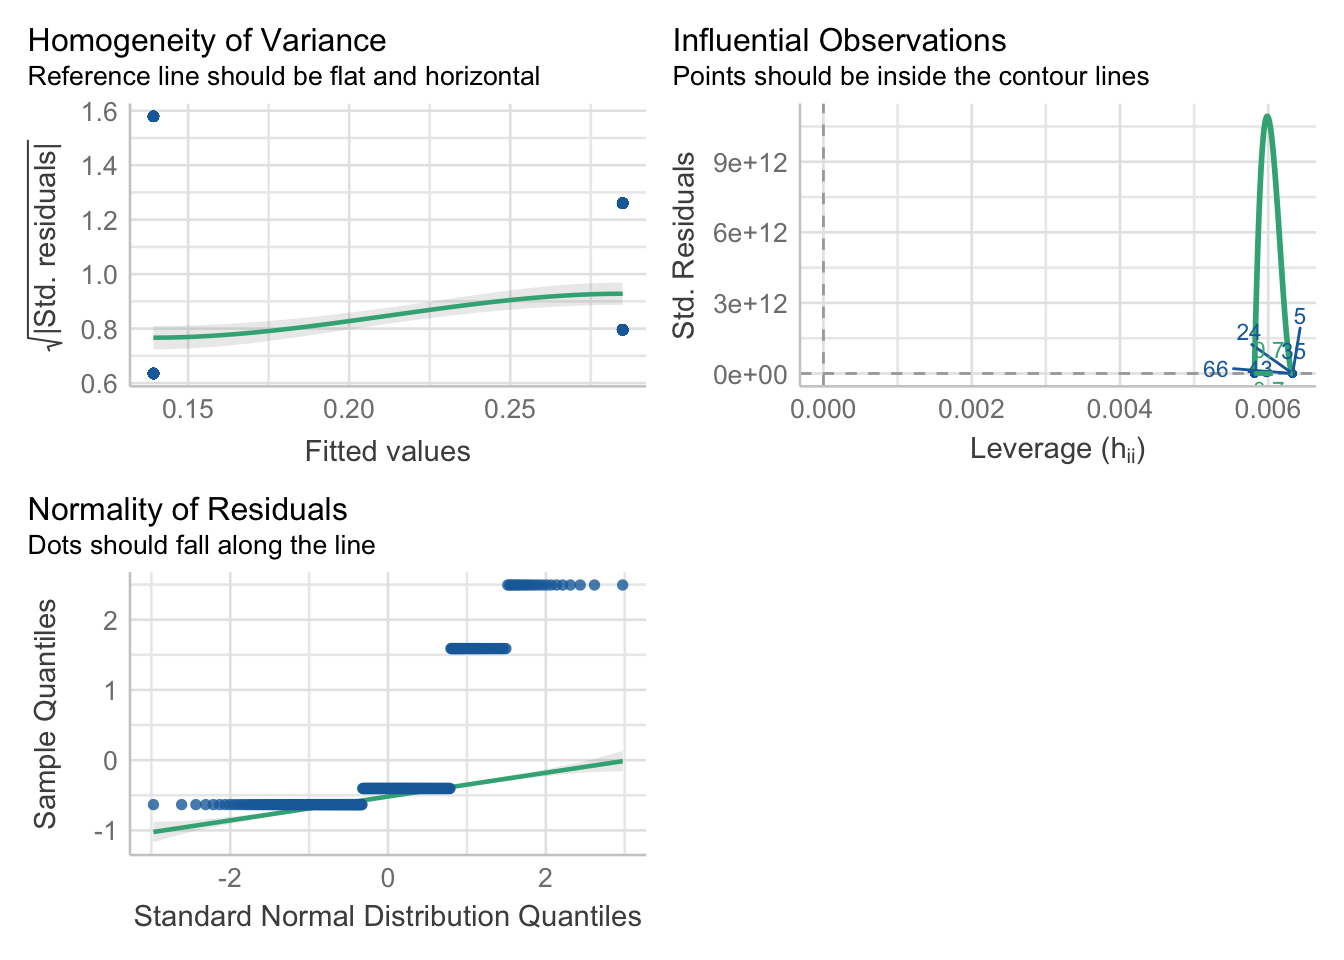 Homogeneity of Variance
Reference line should be flat and horizontal
1.6
1.4
1.2
1.0
0.8
0.6
√|Std. residuals|
0.15 0.20 0.25
Fitted values
Influential Observations
Points should be inside the contour lines
9e+12
6e+12
3e+12
0e+00
Std. Residuals
5
24
0.7
35
66
43
0.000 0.002 0.004 0.006
Leverage (hii)
Normality of Residuals
Dots should fall along the line
2
1
0
-1
Sample Quantiles
-2 0 2
Standard Normal Distribution Quantiles